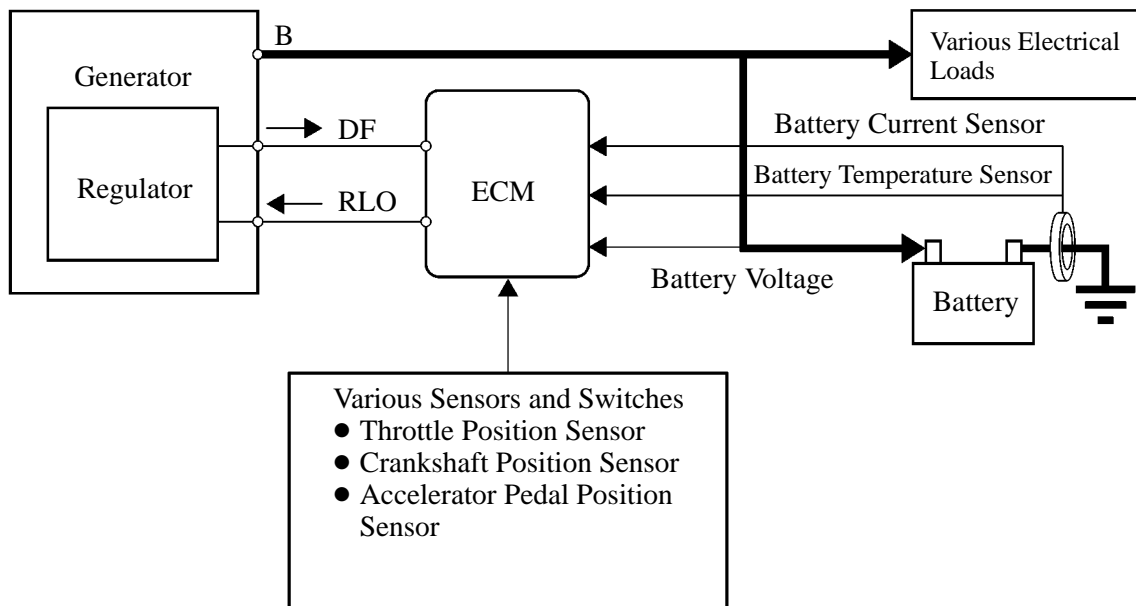 B
Various Electrical
Loads
Generator
DF
Battery Current Sensor
Regulator
ECM
Battery Temperature Sensor
RLO
Battery Voltage
Battery
Various Sensors and Switches
● Throttle Position Sensor
● Crankshaft Position Sensor
● Accelerator Pedal Position
Sensor